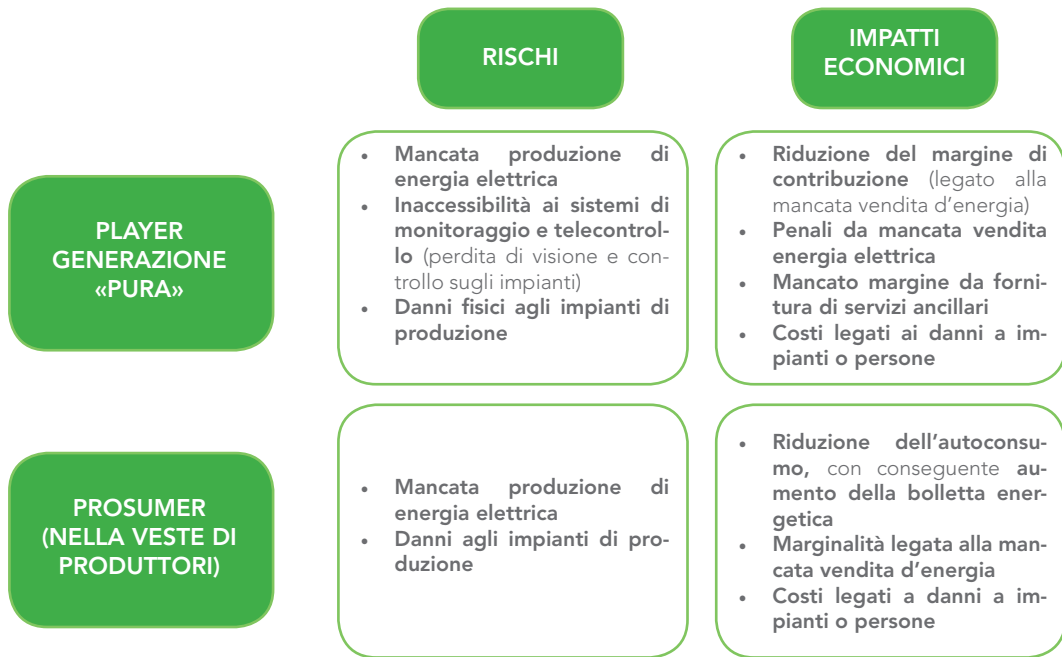 RISCHI
IMPATTI
ECONOMICI
PLAYER
GENERAZIONE
«PURA»
• Mancata produzione di
energia elettrica
• Inaccessibilità ai sistemi di
monitoraggio e telecontrol-
lo (perdita di visione e con-
trollo sugli impianti)
• Danni fisici agli impianti di
produzione
• Riduzione del margine di
contribuzione (legato alla
mancata vendita d’energia)
• Penali da mancata vendita
energia elettrica
• Mancato margine da forni-
tura di servizi ancillari
• Costi legati ai danni a im-
pianti o persone
PROSUMER
(NELLA VESTE DI
PRODUTTORI)
• Mancata produzione di
energia elettrica
• Danni agli impianti di pro-
duzione
• Riduzione dell’autoconsu-
mo, con conseguente au-
mento della bolletta ener-
getica
• Marginalità legata alla man-
cata vendita d’energia
• Costi legati a danni a im-
pianti o persone